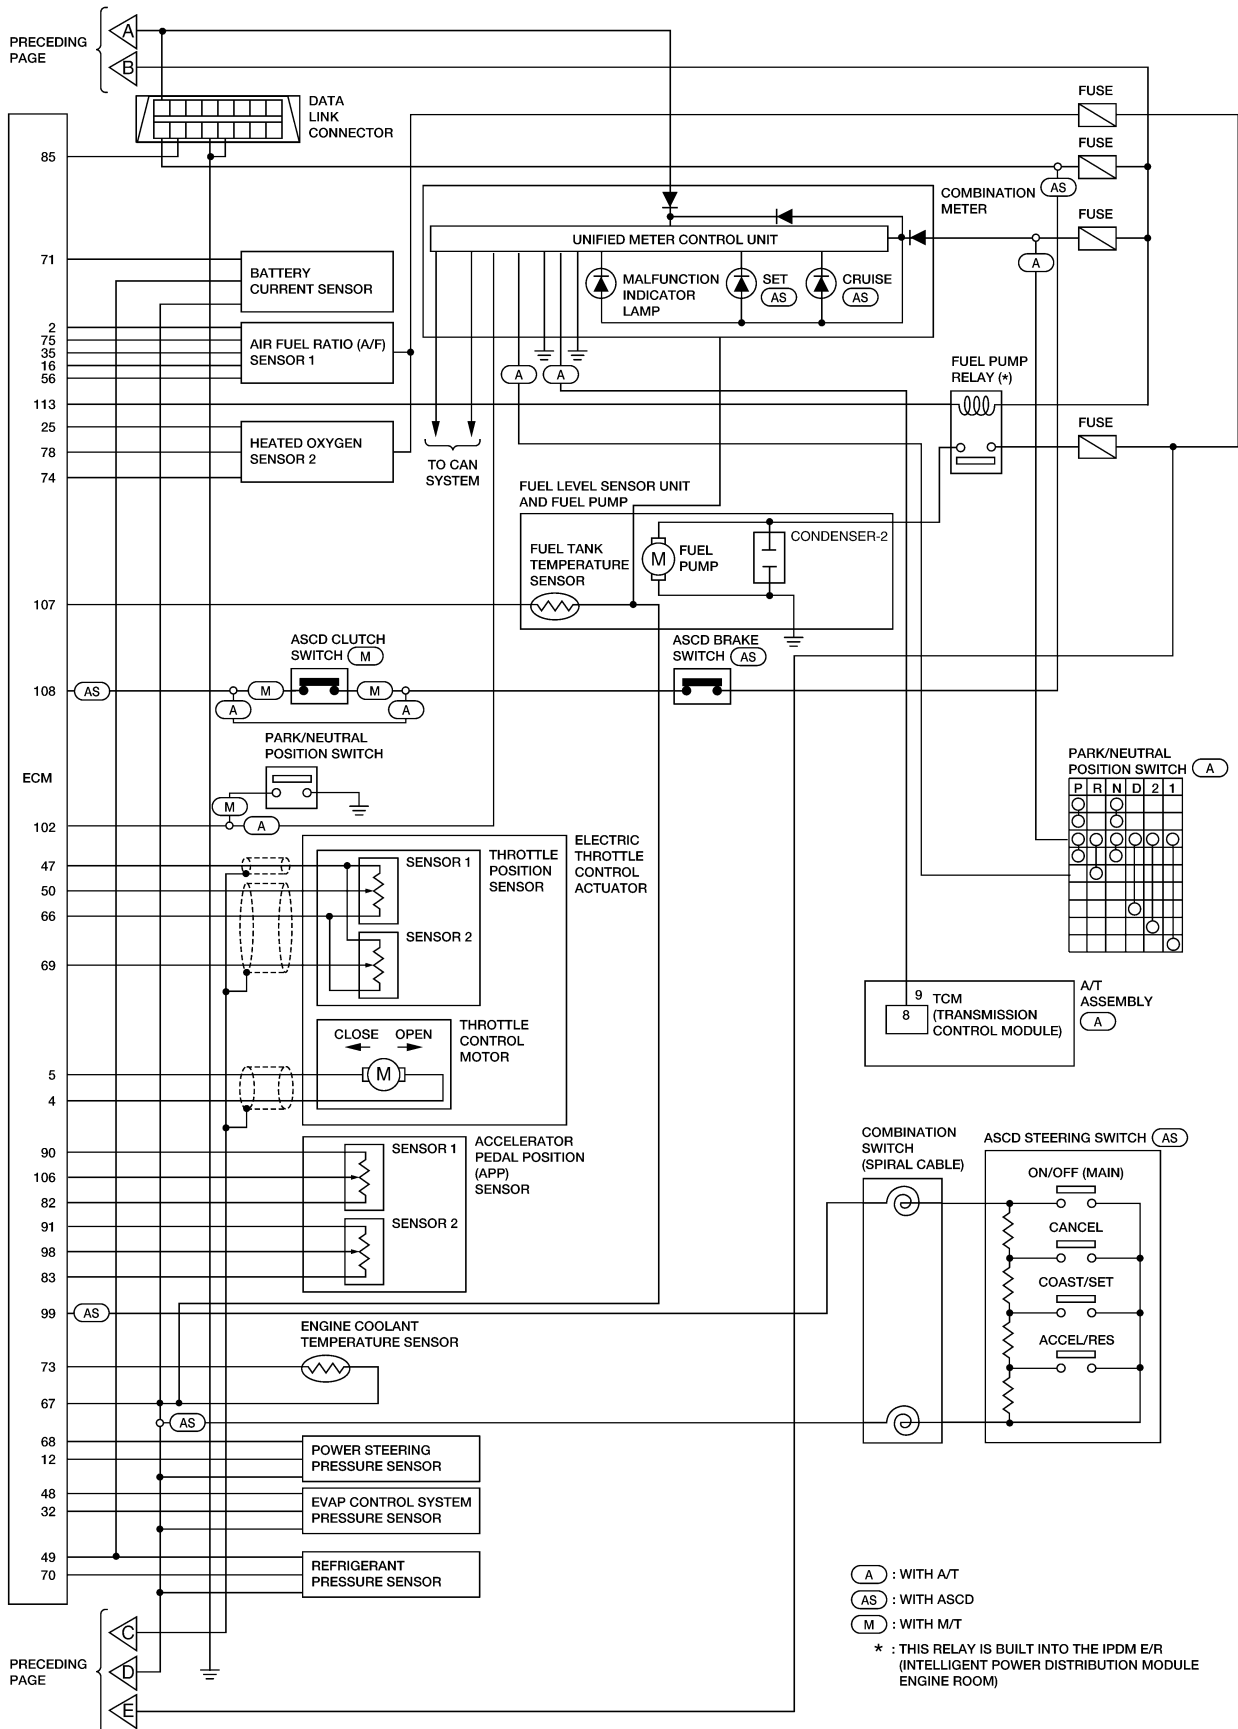 PRECEDING
PAGE
A
B
DATA
LINK
CONNECTOR
FUSE
FUSE
AS
FUSE
A
COMBINATION
METER
UNIFIED METER CONTROL UNIT
MALFUNCTION
INDICATOR
LAMP
SET
AS
CRUISE
AS
85
71
BATTERY
CURRENT SENSOR
2
75
35
16
56
AIR FUEL RATIO (A/F)
SENSOR 1
A
A
FUEL PUMP
RELAY (*)
113
25
78
74
HEATED OXYGEN
SENSOR 2
FUSE
TO CAN
SYSTEM
FUEL LEVEL SENSOR UNIT
AND FUEL PUMP
FUEL TANK
TEMPERATURE
SENSOR
M
FUEL
PUMP
CONDENSER-2
107
ASCD CLUTCH
SWITCH M
ASCD BRAKE
SWITCH AS
108
AS
M
M
A
A
PARK/NEUTRAL
POSITION SWITCH
ECM
M
102
A
PARK/NEUTRAL
POSITION SWITCH A
P R N D 2 1
47
50
66
69
SENSOR 1
SENSOR 2
THROTTLE
POSITION
SENSOR
ELECTRIC
THROTTLE
CONTROL
ACTUATOR
CLOSE OPEN
M
THROTTLE
CONTROL
MOTOR
5
4
9
8
TCM
(TRANSMISSION
CONTROL MODULE)
A/T
ASSEMBLY
A
90
106
82
91
98
83
SENSOR 1
SENSOR 2
ACCELERATOR
PEDAL POSITION
(APP)
SENSOR
COMBINATION
SWITCH
(SPIRAL CABLE)
ASCD STEERING SWITCH AS
ON/OFF (MAIN)
CANCEL
COAST/SET
ACCEL/RES
99
AS
ENGINE COOLANT
TEMPERATURE SENSOR
73
67
AS
68
12
POWER STEERING
PRESSURE SENSOR
48
32
EVAP CONTROL SYSTEM
PRESSURE SENSOR
49
70
REFRIGERANT
PRESSURE SENSOR
PRECEDING
PAGE
C
D
E
A : WITH A/T
AS : WITH ASCD
M : WITH M/T
* : THIS RELAY IS BUILT INTO THE IPDM E/R
(INTELLIGENT POWER DISTRIBUTION MODULE
ENGINE ROOM)